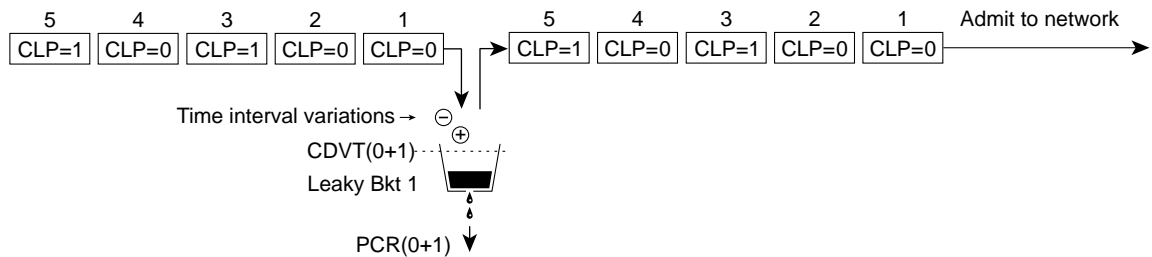 5 4 3 2 1 5 4 3 2 1 Admit to network
CLP=1 CLP=0 CLP=1 CLP=0 CLP=0 CLP=1 CLP=0 CLP=1 CLP=0 CLP=0
Time interval variations → − +
CDVT(0+1)
Leaky Bkt 1
PCR(0+1)